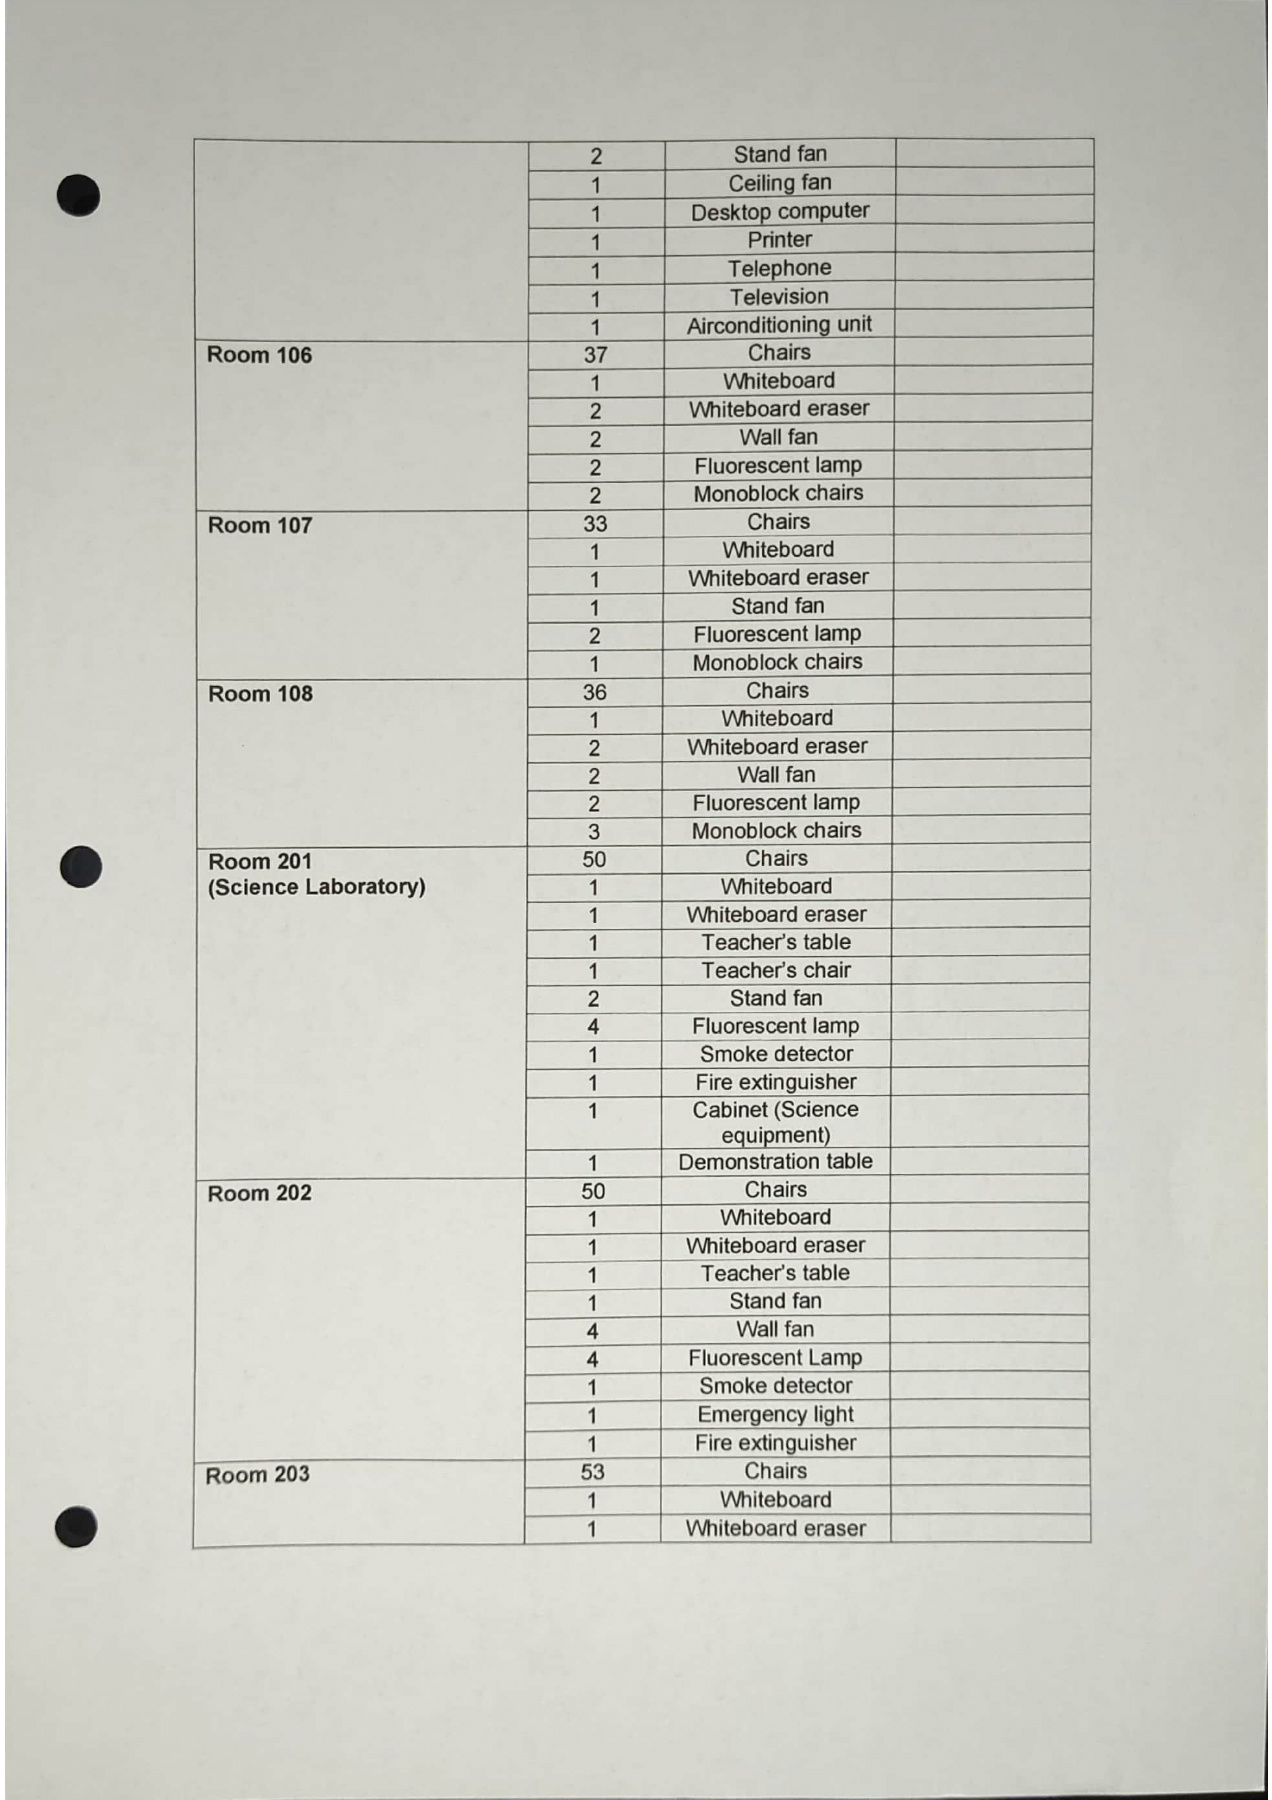 2 Stand fan
1 Ceiling fan
1 Desktop computer
1 Printer
1 Telephone
1 Television
1 Airconditioning unit
Room 106 37 Chairs
1 Whiteboard
2 Whiteboard eraser
2 Wall fan
2 Fluorescent lamp
2 Monoblock chairs
Room 107 33 Chairs
1 Whiteboard
1 Whiteboard eraser
1 Stand fan
2 Fluorescent lamp
1 Monoblock chairs
Room 108 36 Chairs
1 Whiteboard
2 Whiteboard eraser
2 Wall fan
2 Fluorescent lamp
3 Monoblock chairs
Room 201 50 Chairs
(Science Laboratory) 1 Whiteboard
1 Whiteboard eraser
1 Teacher's table
1 Teacher's chair
2 Stand fan
4 Fluorescent lamp
1 Smoke detector
1 Fire extinguisher
1 Cabinet (Science
equipment)
1 Demonstration table
Room 202 50 Chairs
1 Whiteboard
1 Whiteboard eraser
1 Teacher's table
1 Stand fan
4 Wall fan
4 Fluorescent Lamp
1 Smoke detector
1 Emergency light
1 Fire extinguisher
Room 203 53 Chairs
1 Whiteboard
1 Whiteboard eraser